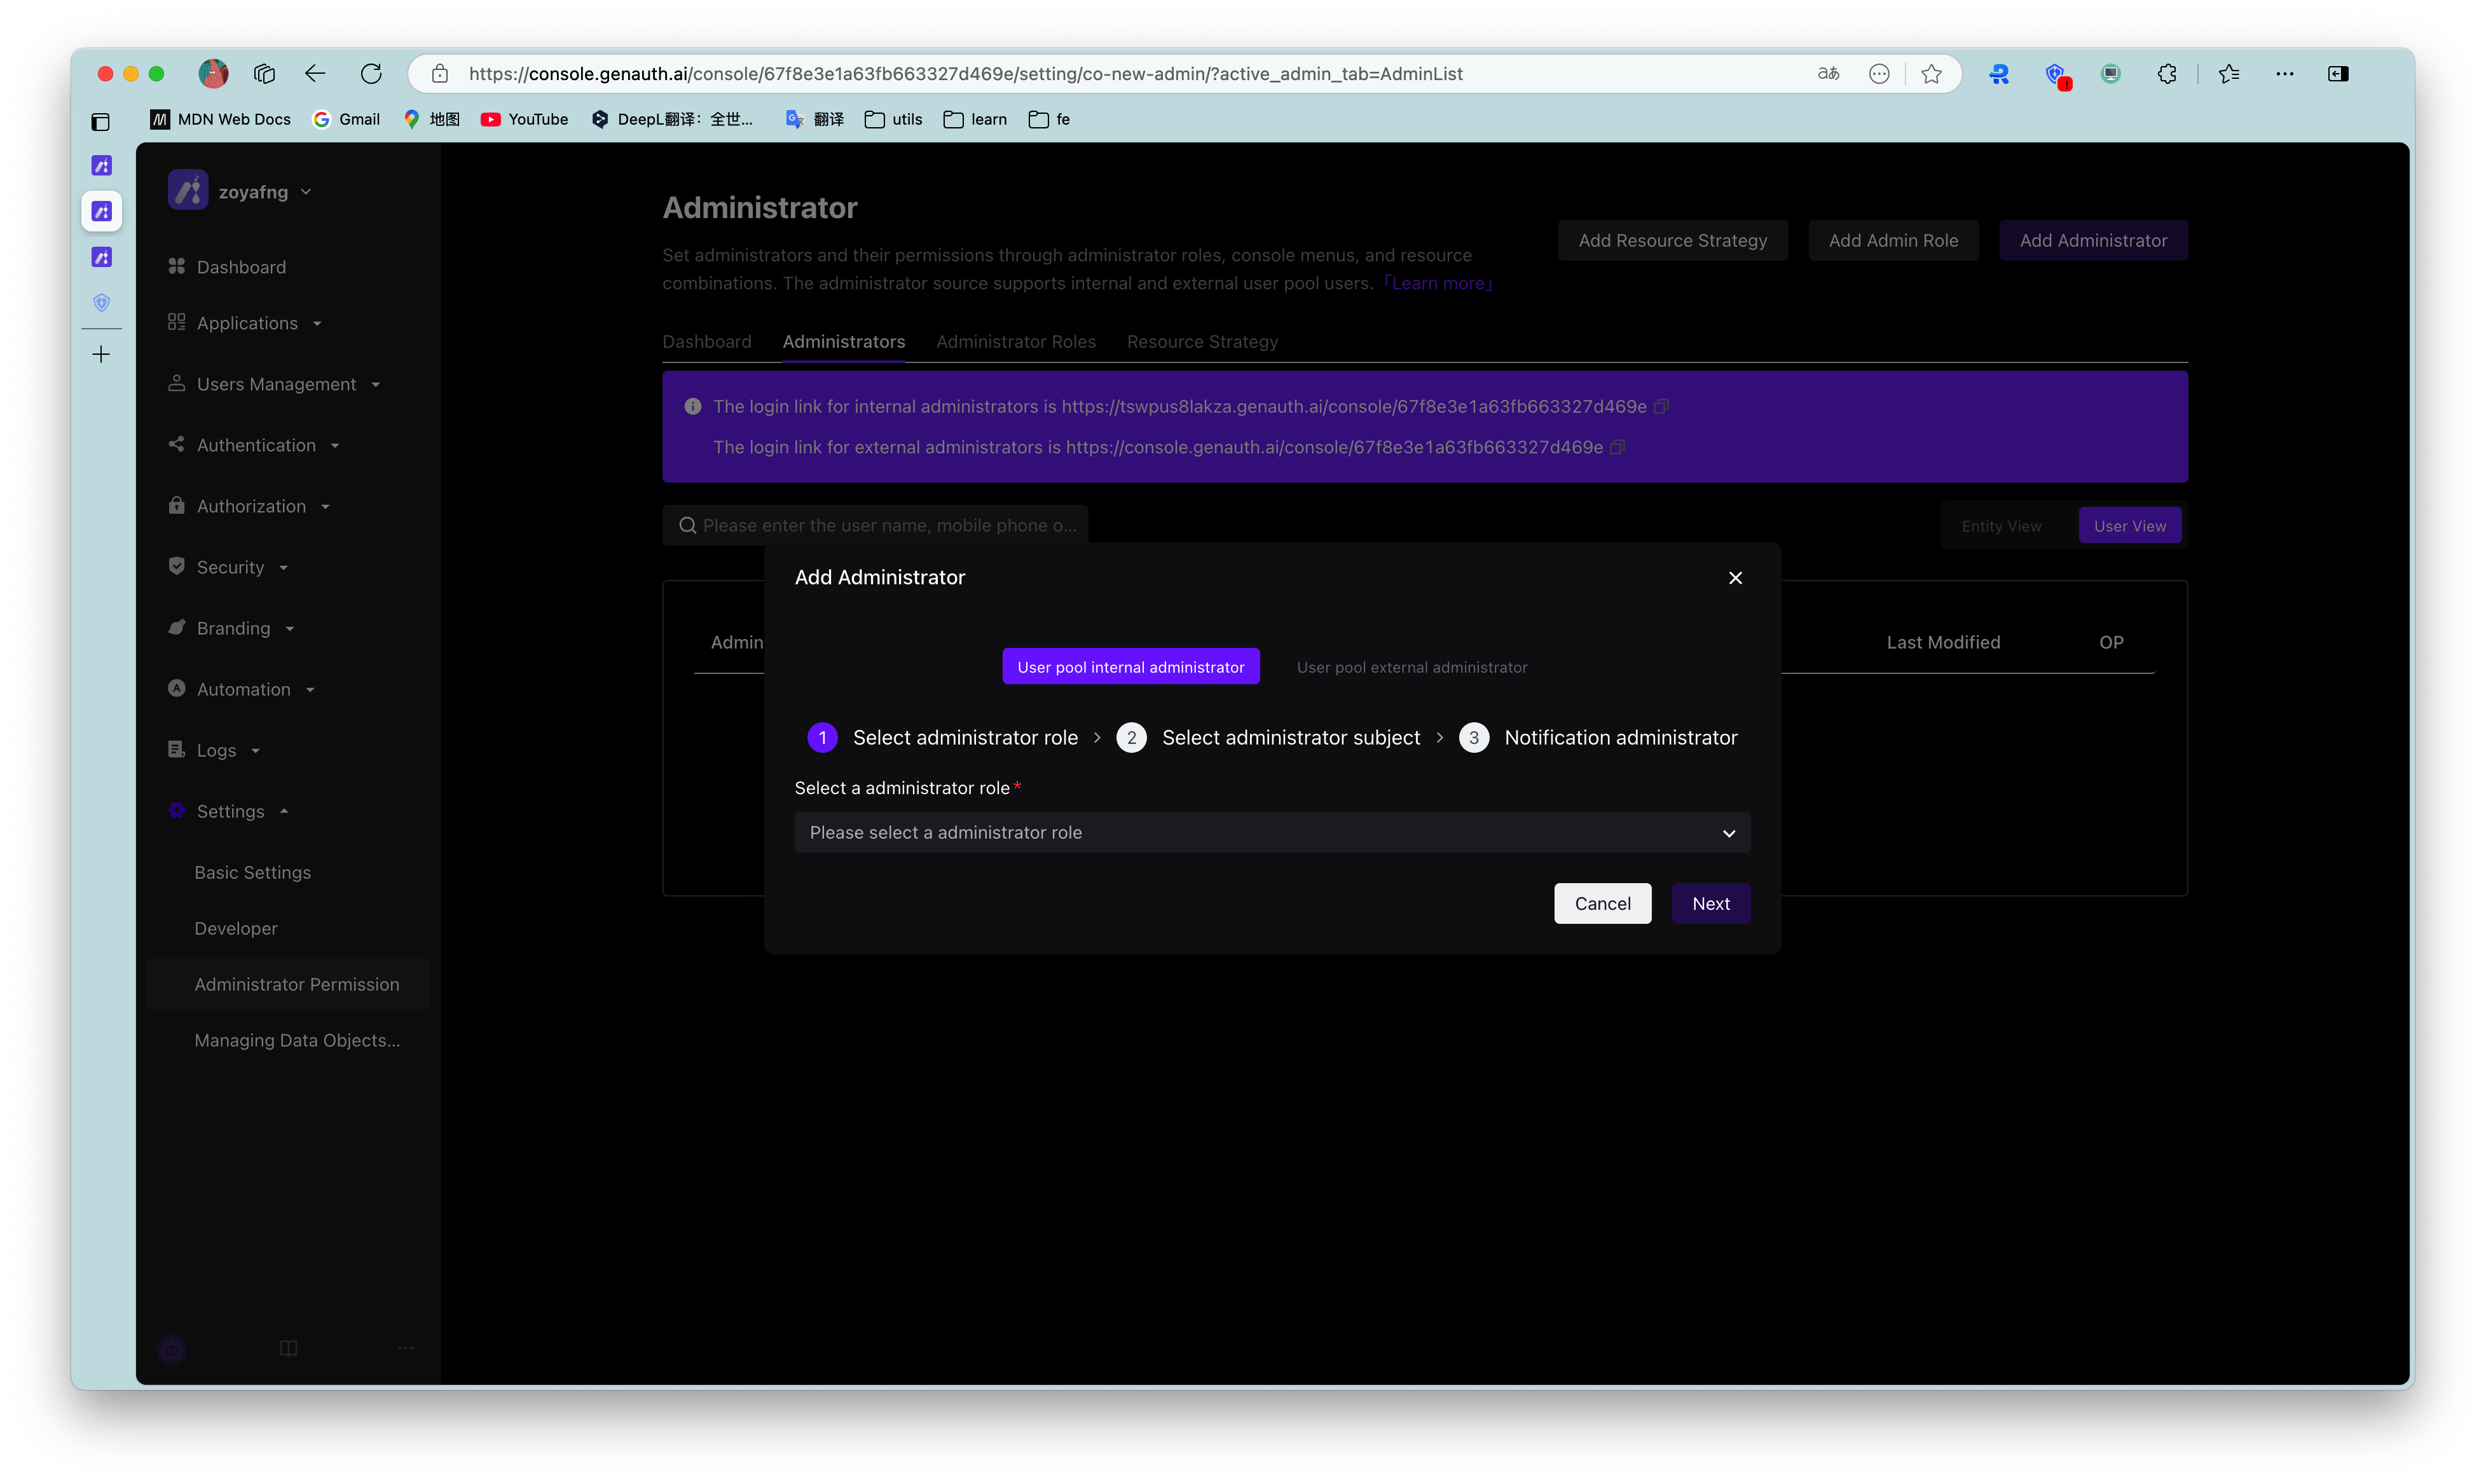 https://console.genauth.ai/console/67f8e3e1a63fb663327d469e/setting/co-new-admin/?active_admin_tab=AdminList
aあ
MDN Web Docs
Gmail
地图
YouTube
DeepL翻译：全世...
翻译
utils
learn
fe
zoyafng
Dashboard
Applications
Users Management
Authentication
Authorization
Security
Branding
Automation
Logs
Settings
Basic Settings
Developer
Administrator Permission
Managing Data Objects...
Administrator
Set administrators and their permissions through administrator roles, console menus, and resource
combinations. The administrator source supports internal and external user pool users. 「Learn more」
Add Resource Strategy
Add Admin Role
Add Administrator
Dashboard
Administrators
Administrator Roles
Resource Strategy
The login link for internal administrators is https://tswpus8lakza.genauth.ai/console/67f8e3e1a63fb663327d469e
The login link for external administrators is https://console.genauth.ai/console/67f8e3e1a63fb663327d469e
Please enter the user name, mobile phone o...
Entity View
User View
Admin
Last Modified
OP
Add Administrator
User pool internal administrator
User pool external administrator
1 Select administrator role
2 Select administrator subject
3 Notification administrator
Select a administrator role*
Please select a administrator role
Cancel
Next